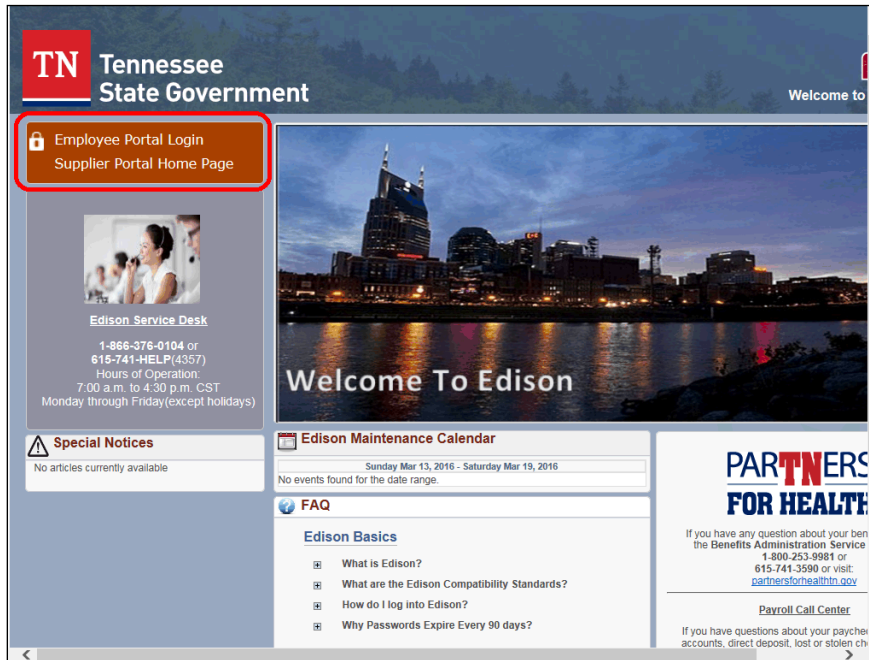 TN Tennessee
State Government
Welcome to
Employee Portal Login
Supplier Portal Home Page
Edison Service Desk
1-866-376-0104 or
615-741-HELP(4357)
Hours of Operation:
7:00 a.m. to 4:30 p.m. CST
Monday through Friday(except holidays)
Special Notices
No articles currently available
Welcome To Edison
Edison Maintenance Calendar
Sunday Mar 13, 2016 - Saturday Mar 19, 2016
No events found for the date range.
FAQ
Edison Basics
What is Edison?
What are the Edison Compatibility Standards?
How do I log into Edison?
Why Passwords Expire Every 90 days?
PARTNERS
FOR HEALTH
If you have any question about your ben
the Benefits Administration Service
1-800-253-9981 or
615-741-3590 or visit:
partnersforhealthtn.gov
Payroll Call Center
If you have questions about your payche
accounts, direct deposit, lost or stolen ch